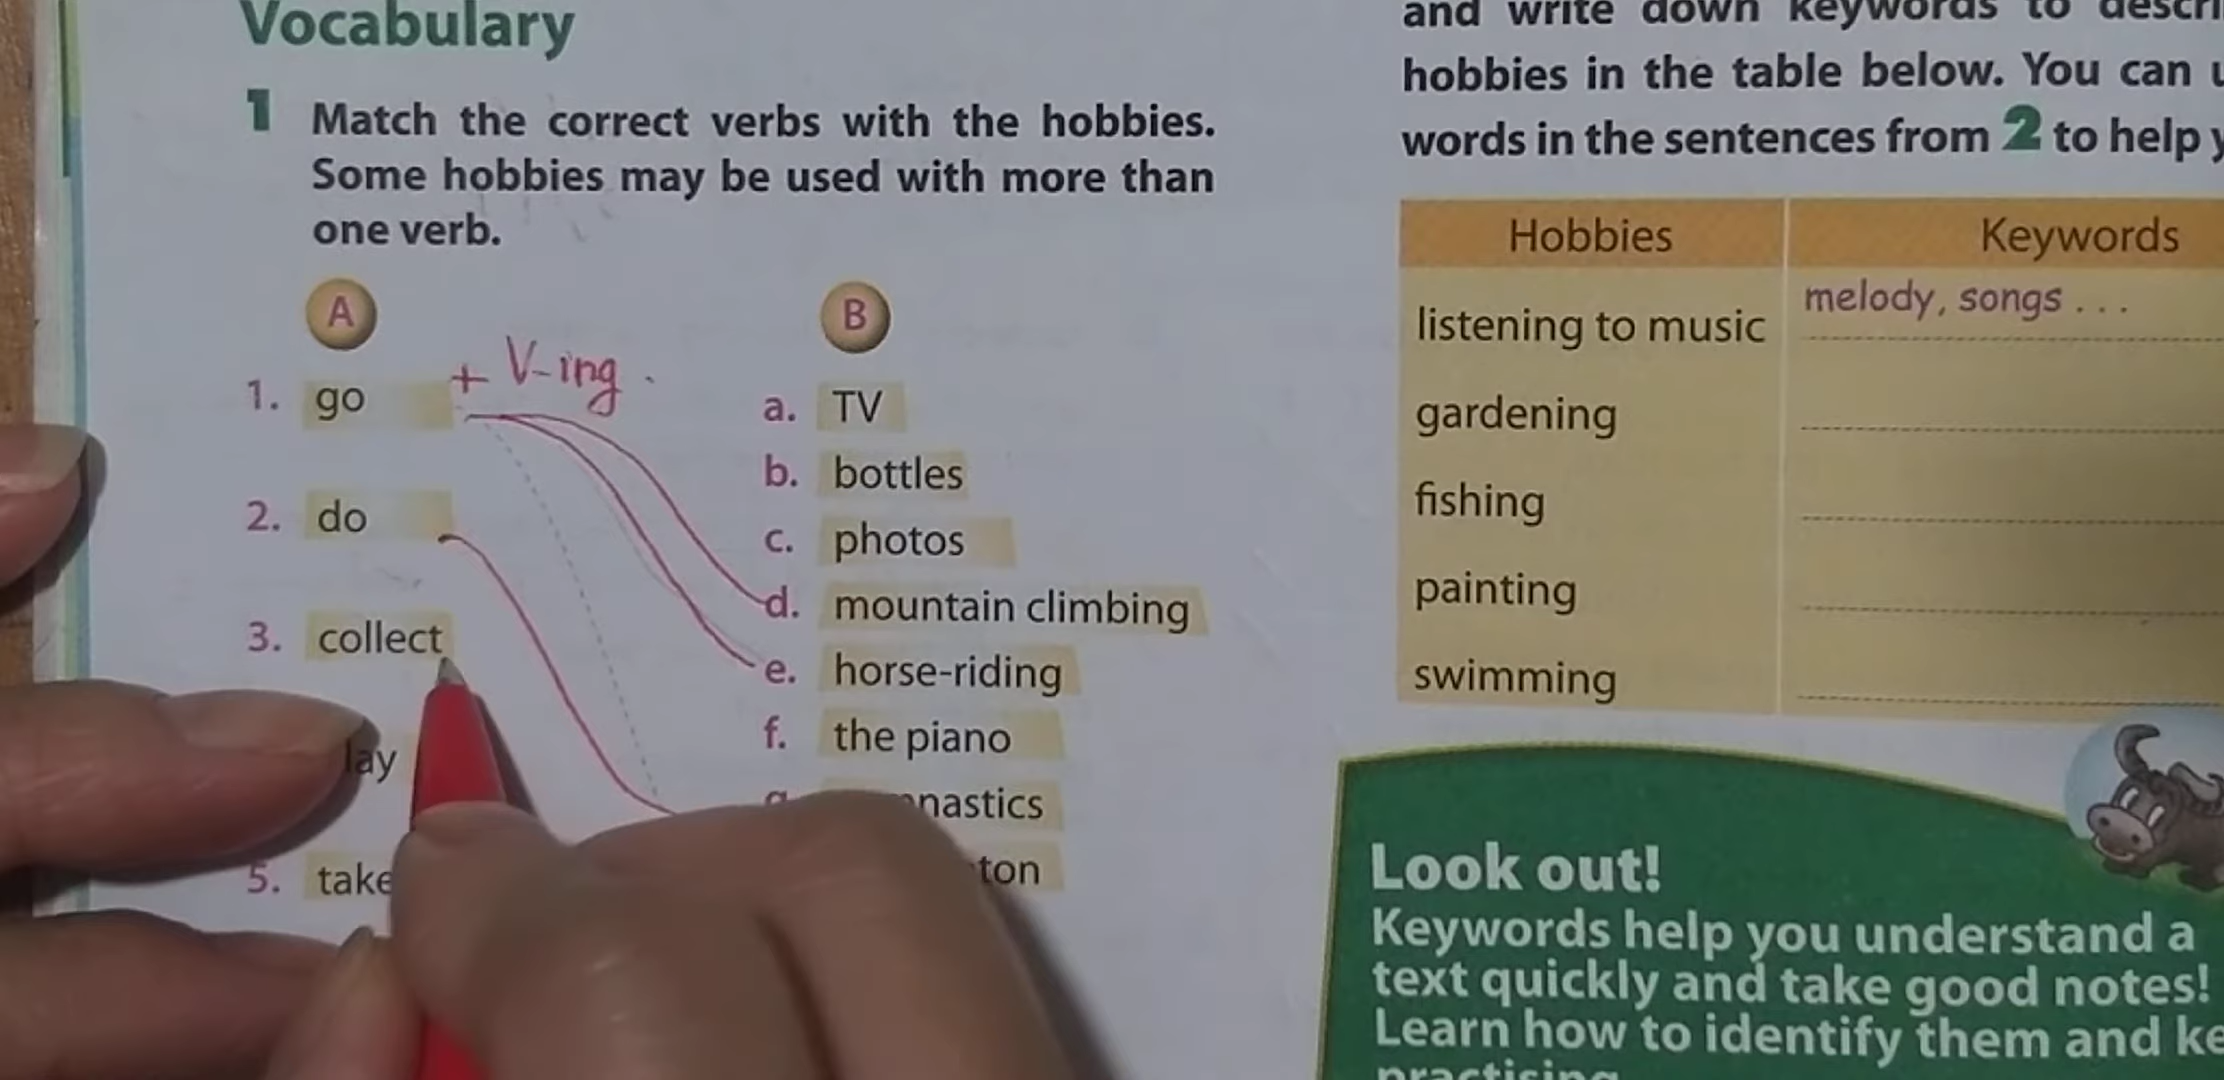 Vocabulary
1 Match the correct verbs with the hobbies.
Some hobbies may be used with more than
one verb.
A
B
+ V-ing .
1. go
2. do
3. collect
lay
5. take
a. TV
b. bottles
c. photos
d. mountain climbing
e. horse-riding
f. the piano
nastics
ton
and write down keywords to
hobbies in the table below. You can
words in the sentences from 2 to help
Hobbies
Keywords
listening to music
melody, songs . . .
gardening
fishing
painting
swimming
Look out!
Keywords help you understand a
text quickly and take good notes!
Learn how to identify them and
practising